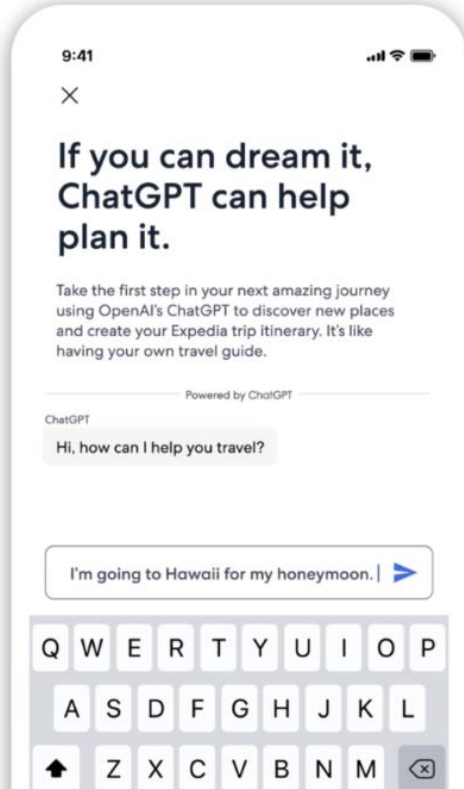 9:41
If you can dream it,
ChatGPT can help
plan it.
Take the first step in your next amazing journey
using OpenAI's ChatGPT to discover new places
and create your Expedia trip itinerary. It's like
having your own travel guide.
Powered by ChatGPT
ChatGPT
Hi, how can I help you travel?
I'm going to Hawaii for my honeymoon.
Q W E R T Y U I O P
A S D F G H J K L
Z X C V B N M